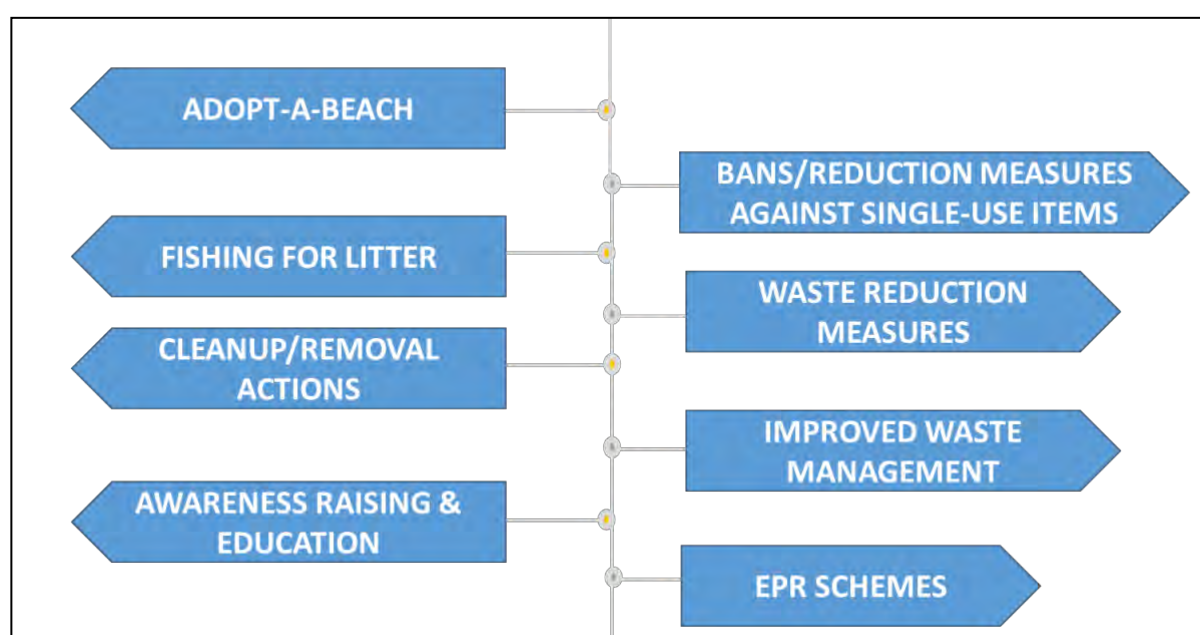 ADOPT-A-BEACH
BANS/REDUCTION MEASURES
AGAINST SINGLE-USE ITEMS
FISHING FOR LITTER
WASTE REDUCTION
MEASURES
CLEANUP/REMOVAL
ACTIONS
IMPROVED WASTE
MANAGEMENT
AWARENESS RAISING &
EDUCATION
EPR SCHEMES